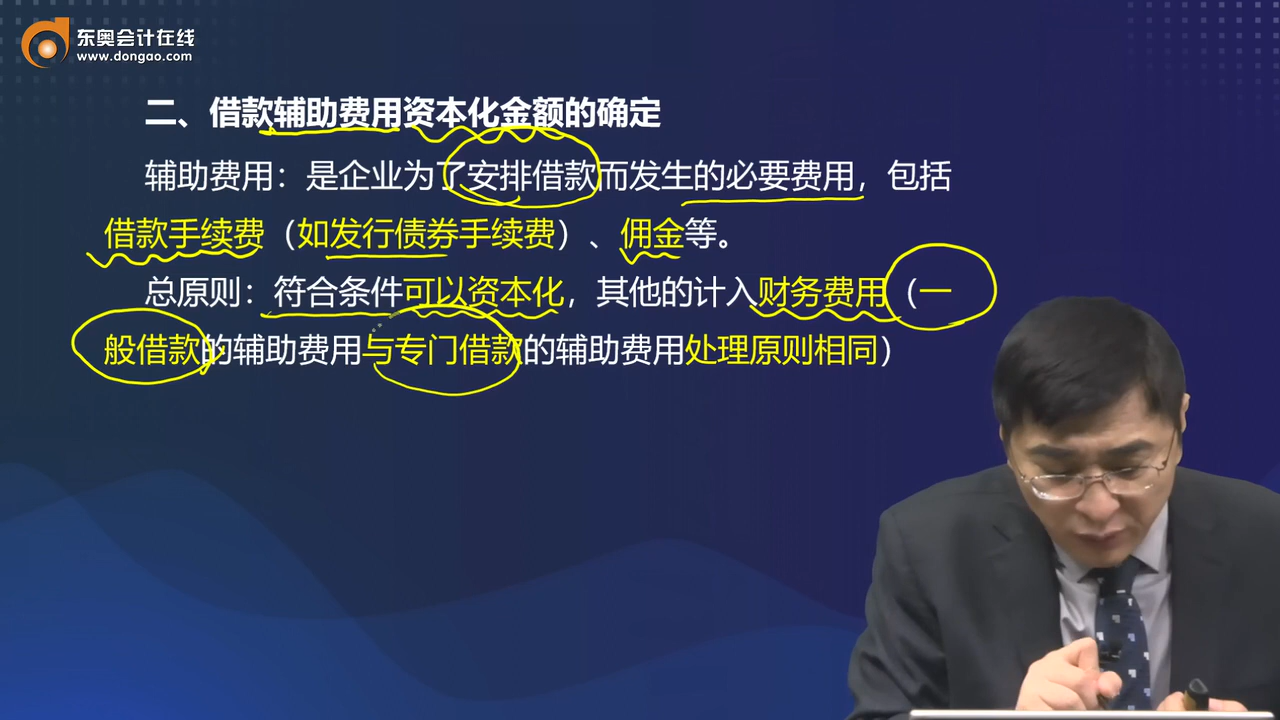 东奥会计在线
www.dongao.com
二、借款辅助费用资本化金额的确定
辅助费用：是企业为了安排借款而发生的必要费用，包括
借款手续费（如发行债券手续费）、佣金等。
总原则：符合条件可以资本化，其他的计入财务费用（一
般借款的辅助费用与专门借款的辅助费用处理原则相同）